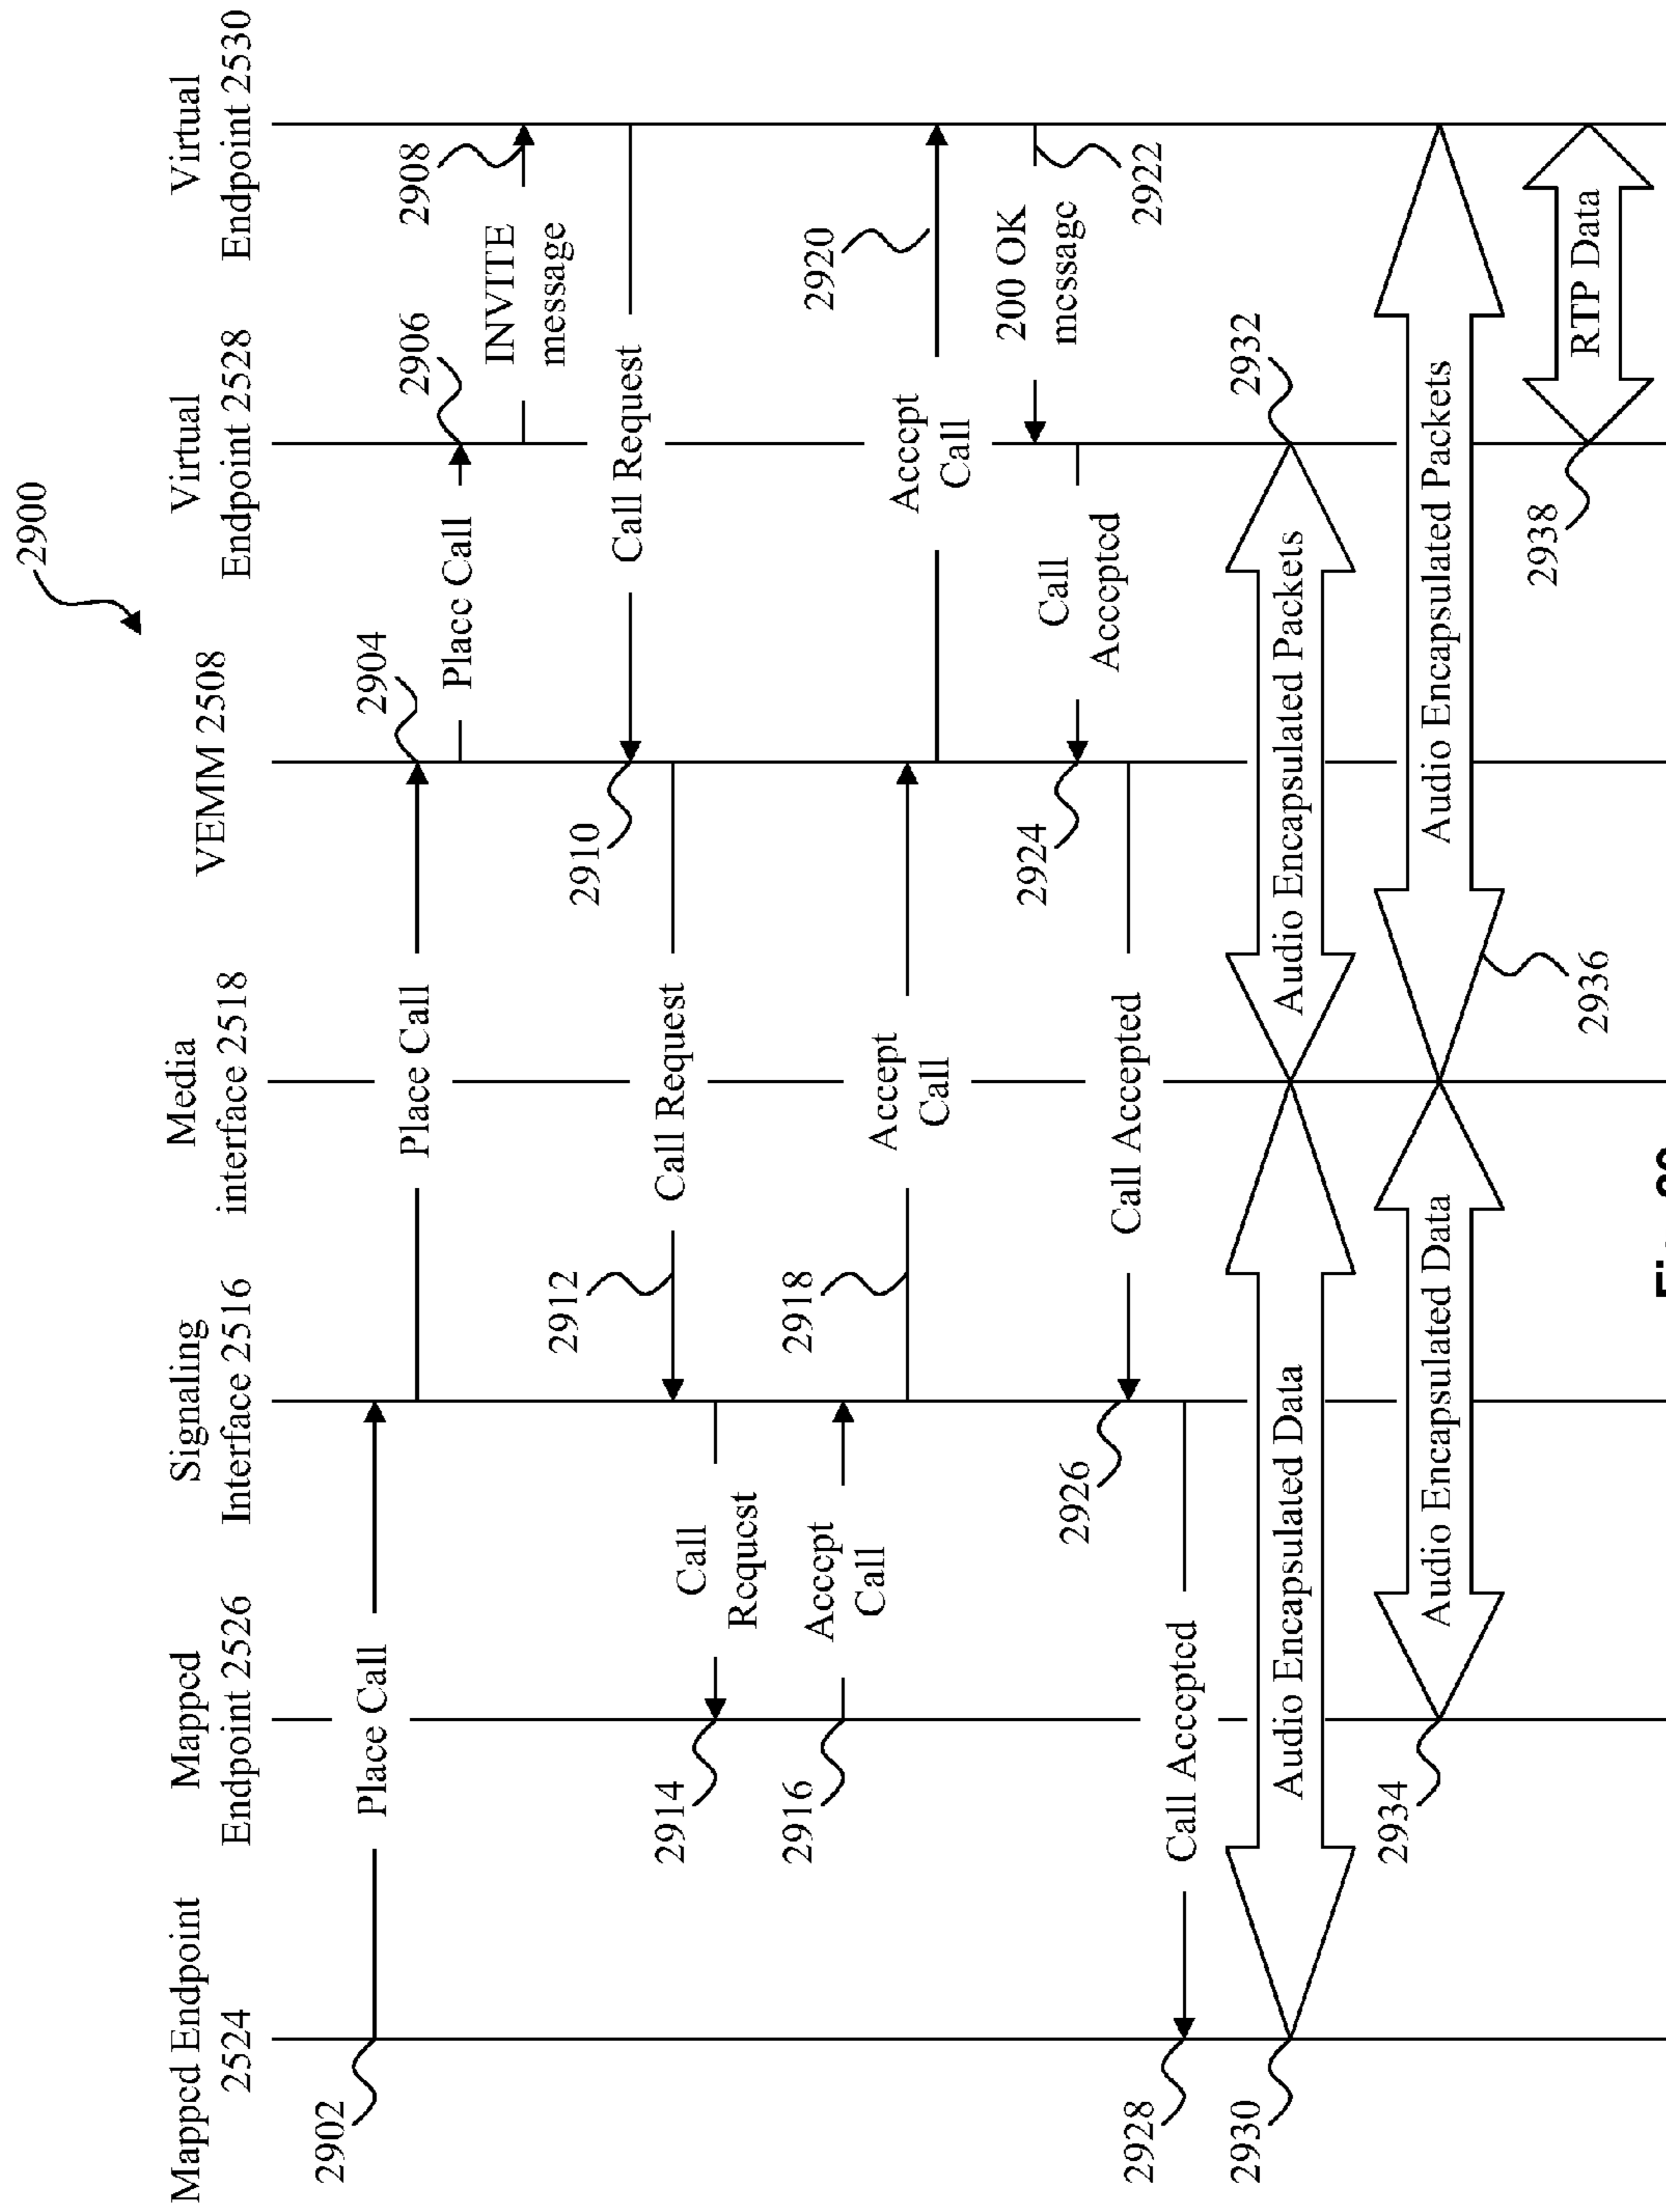 2900
Mapped Endpoint
2524
Mapped
Endpoint 2526
Signaling
Interface 2516
Media
interface 2518
VEMM 2508
Virtual
Endpoint 2528
Virtual
Endpoint 2530
2902
Place Call
Place Call
2904
Place Call
2906
2908
INVITE
message
Call Request
2910
Call Request
2912
Call
Request
2914
2916
Accept
Call
2918
Accept
Call
Accept
Call
2920
200 OK
message
2922
Call
Accepted
2924
Call Accepted
2926
Call Accepted
2928
2930
Audio Encapsulated Data
Audio Encapsulated Packets
2932
2934
Audio Encapsulated Data
Audio Encapsulated Packets
2936
2938
RTP Data